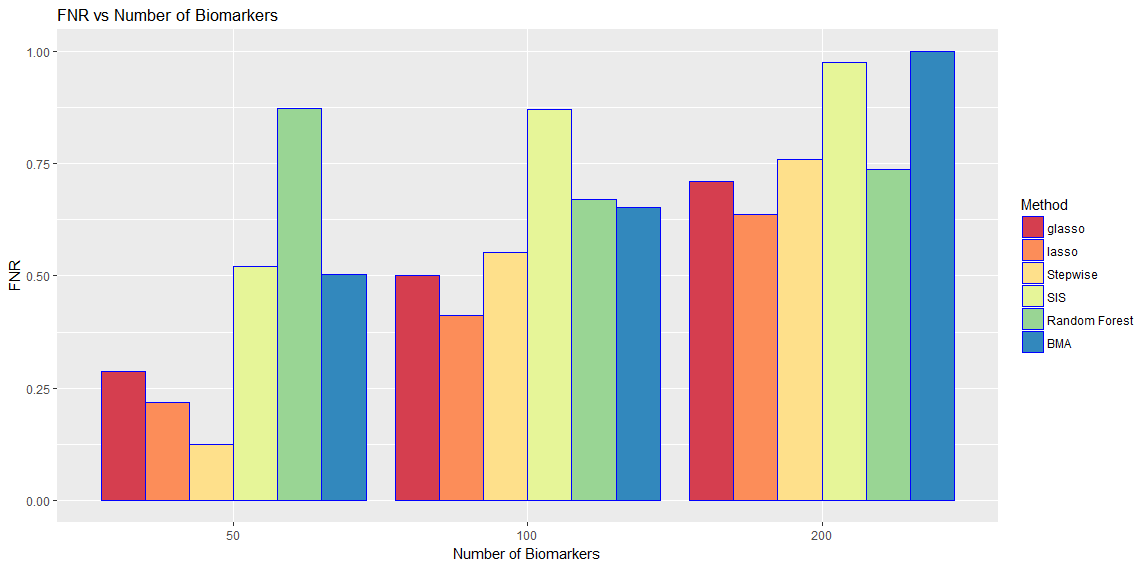 FNR vs Number of Biomarkers
FNR
1.00
0.75
0.50
0.25
0.00
50
100
200
Number of Biomarkers
Method
glasso
lasso
Stepwise
SIS
Random Forest
BMA